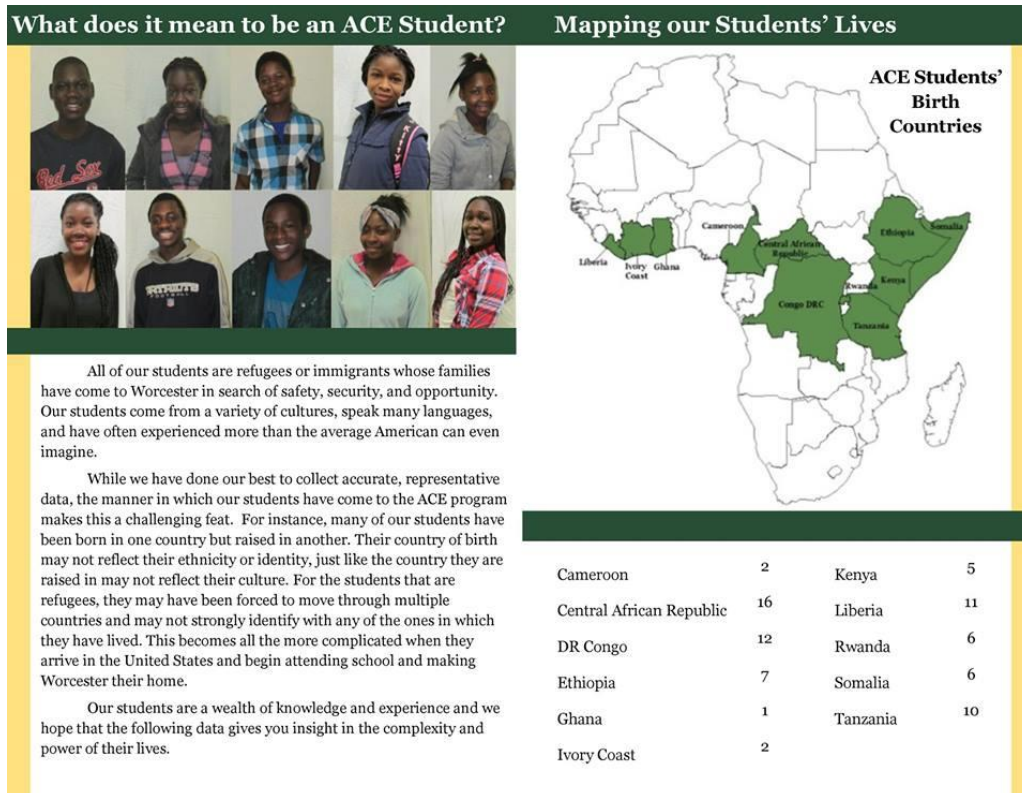 What does it mean to be an ACE Student?
Red Sox
Kitty
PATRIOTS
FOOTBALL
All of our students are refugees or immigrants whose families
have come to Worcester in search of safety, security, and opportunity.
Our students come from a variety of cultures, speak many languages,
and have often experienced more than the average American can even
imagine.
While we have done our best to collect accurate, representative
data, the manner in which our students have come to the ACE program
makes this a challenging feat. For instance, many of our students have
been born in one country but raised in another. Their country of birth
may not reflect their ethnicity or identity, just like the country they are
raised in may not reflect their culture. For the students that are
refugees, they may have been forced to move through multiple
countries and may not strongly identify with any of the ones in which
they have lived. This becomes all the more complicated when they
arrive in the United States and begin attending school and making
Worcester their home.
Our students are a wealth of knowledge and experience and we
hope that the following data gives you insight in the complexity and
power of their lives.
Mapping our Students' Lives
ACE Students'
Birth
Countries
Cameroon
Central African
Republic
Ethiopia
Somalia
Liberia
Ivory
Coast
Ghana
Rwanda
Kenya
Congo DRC
Tanzania
Cameroon 2
Central African Republic 16
DR Congo 12
Ethiopia 7
Ghana 1
Ivory Coast 2
Kenya 5
Liberia 11
Rwanda 6
Somalia 6
Tanzania 10